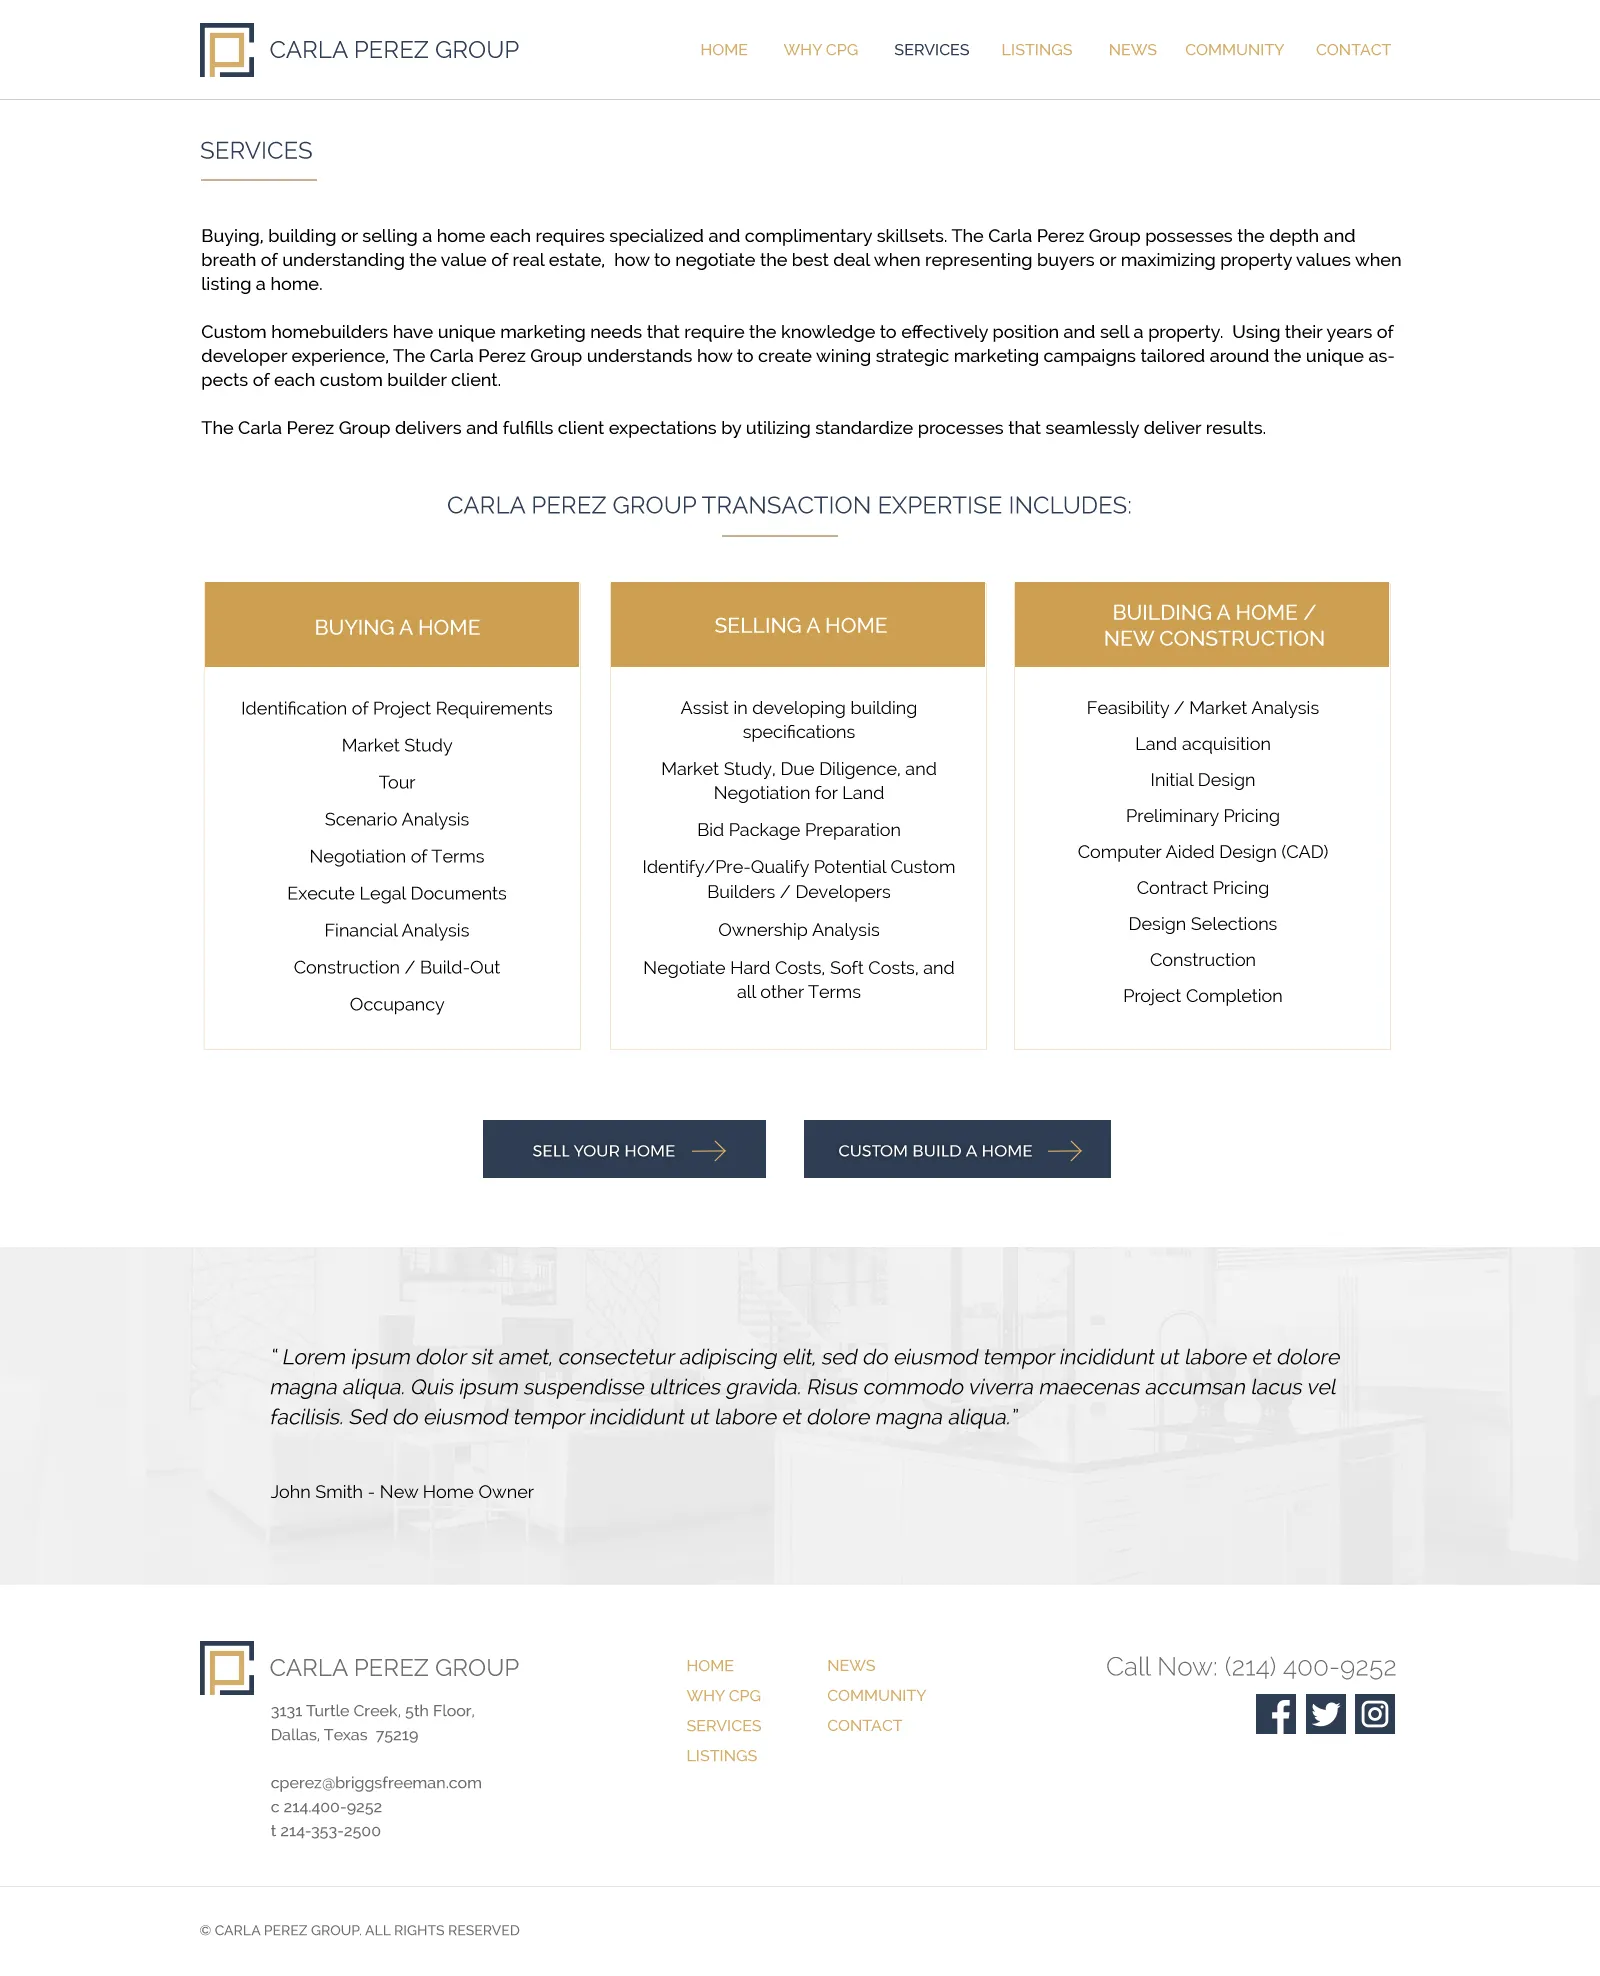 CARLA PEREZ GROUP
HOME WHY CPG SERVICES LISTINGS NEWS COMMUNITY CONTACT
SERVICES
Buying, building or selling a home each requires specialized and complimentary skillsets. The Carla Perez Group possesses the depth and
breath of understanding the value of real estate,  how to negotiate the best deal when representing buyers or maximizing property values when
listing a home.
Custom homebuilders have unique marketing needs that require the knowledge to effectively position and sell a property.  Using their years of
developer experience, The Carla Perez Group understands how to create wining strategic marketing campaigns tailored around the unique as-
pects of each custom builder client.
The Carla Perez Group delivers and fulfills client expectations by utilizing standardize processes that seamlessly deliver results.
CARLA PEREZ GROUP TRANSACTION EXPERTISE INCLUDES:
BUYING A HOME
Identification of Project Requirements
Market Study
Tour
Scenario Analysis
Negotiation of Terms
Execute Legal Documents
Financial Analysis
Construction / Build-Out
Occupancy
SELLING A HOME
Assist in developing building
specifications
Market Study, Due Diligence, and
Negotiation for Land
Bid Package Preparation
Identify/Pre-Qualify Potential Custom
Builders / Developers
Ownership Analysis
Negotiate Hard Costs, Soft Costs, and
all other Terms
BUILDING A HOME /
NEW CONSTRUCTION
Feasibility / Market Analysis
Land acquisition
Initial Design
Preliminary Pricing
Computer Aided Design (CAD)
Contract Pricing
Design Selections
Construction
Project Completion
SELL YOUR HOME
CUSTOM BUILD A HOME
“ Lorem ipsum dolor sit amet, consectetur adipiscing elit, sed do eiusmod tempor incididunt ut labore et dolore
magna aliqua. Quis ipsum suspendisse ultrices gravida. Risus commodo viverra maecenas accumsan lacus vel
facilisis. Sed do eiusmod tempor incididunt ut labore et dolore magna aliqua.”
John Smith - New Home Owner
CARLA PEREZ GROUP
3131 Turtle Creek, 5th Floor,
Dallas, Texas  75219
cperez@briggsfreeman.com
c 214.400-9252
t 214-353-2500
HOME
WHY CPG
SERVICES
LISTINGS
NEWS
COMMUNITY
CONTACT
Call Now: (214) 400-9252
© CARLA PEREZ GROUP. ALL RIGHTS RESERVED